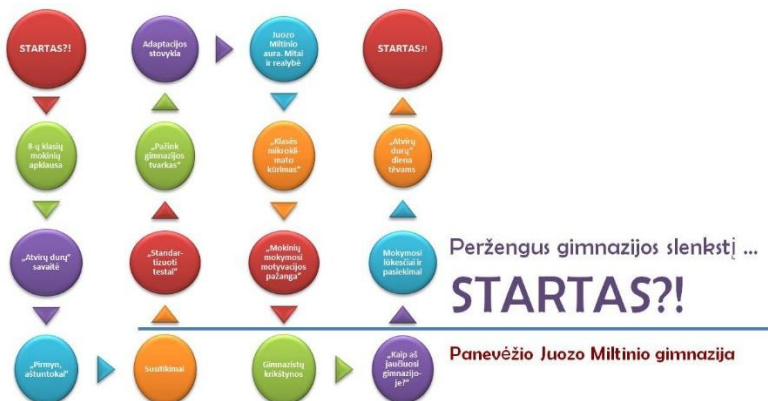 STARTAS?!
8-ų klasių
mokinių
apklausa
„Atvirų durų“
savaitė
„Pirmyn,
aštuntokai“
Susitikimai
„Standar-
tizuoti
testai“
„Pažink
gimnazijos
tvarkas“
Adaptacijos
stovykla
Juozo
Miltinio
aura. Mitai
ir realybė
„Klasės
mikrokli-
mato
kūrimas“
„Mokinių
mokymosi
motyvacijos
pažanga“
Gimnazistų
krikštynos
„Kaip aš
jaučiuosi
gimnazijo-
je?“
Mokymosi
lūkesčiai ir
pasiekimai
„Atvirų
durų“
diena
tėvams
STARTAS?!
Peržengus gimnazijos slenkstį ...
STARTAS?!
Panevėžio Juozo Miltinio gimnazija